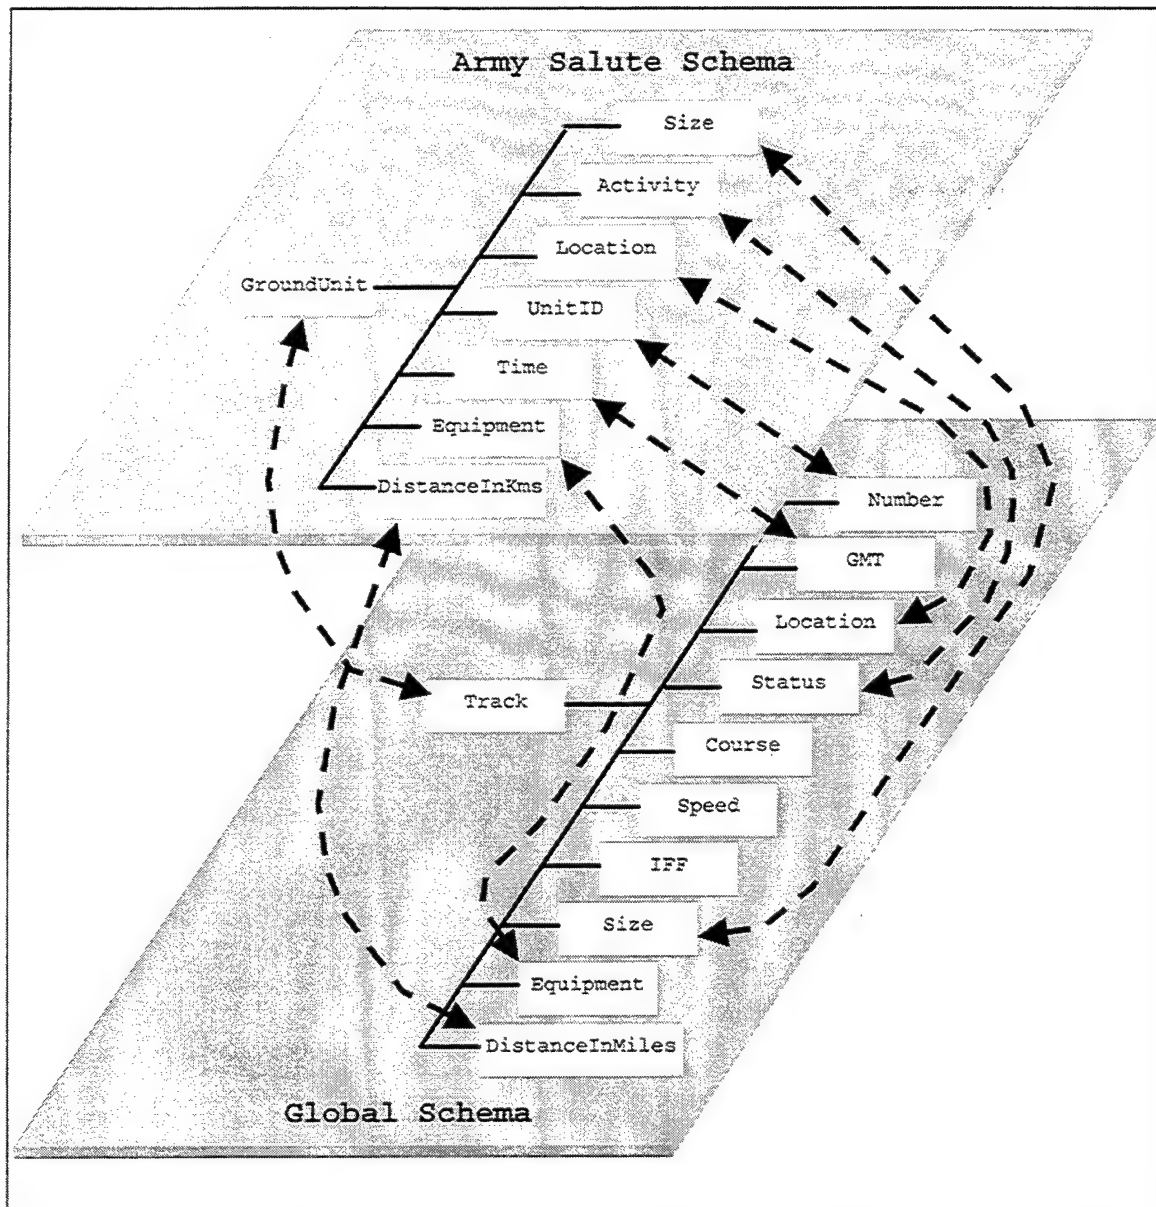 Army Salute Schema
Size
Activity
Location
GroundUnit
UnitID
Time
Equipment
DistanceInKms
Number
GMT
Location
Status
Track
Course
Speed
IFF
Size
Equipment
DistanceInMiles
Global Schema